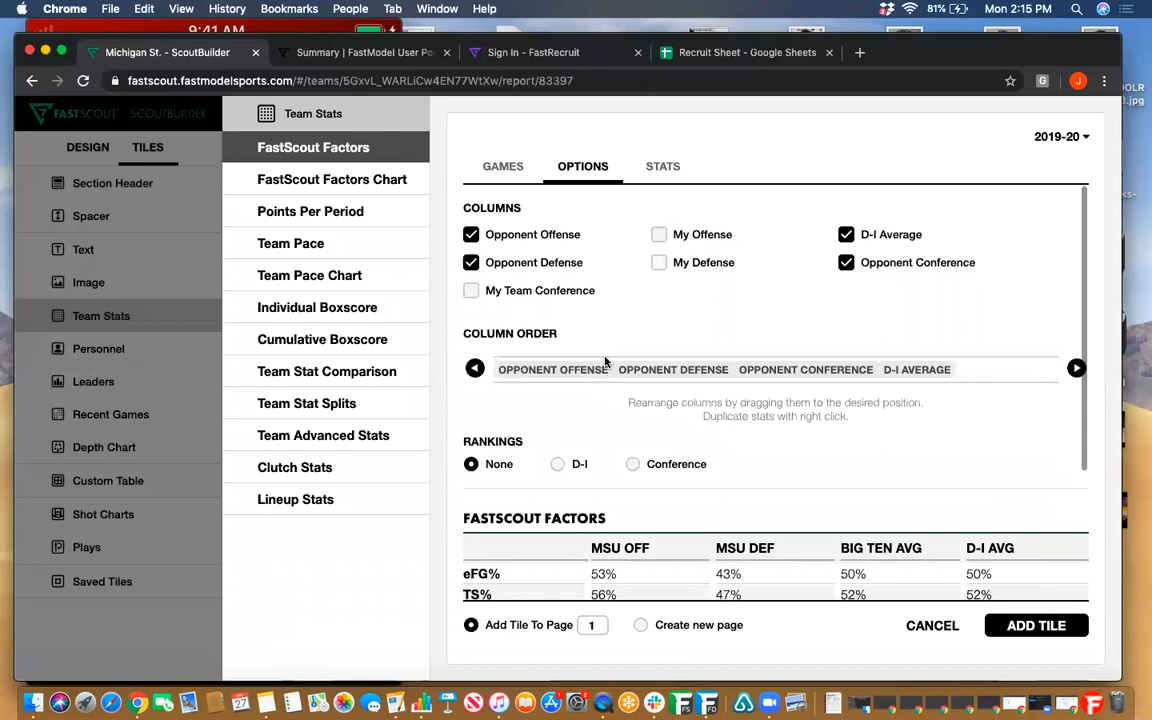 Chrome File Edit View History Bookmarks People Tab Window Help 81% Mon 2:15 PM
9:41 AM
Michigan St. - ScoutBuilder Summary | FastModel User Po Sign In - FastRecruit Recruit Sheet - Google Sheets
fastscout.fastmodelsports.com/#/teams/5GxvL_WARLiCw4EN77WtXw/report/83397
FASTSCOUT SCOUTBUILDER
DESIGN TILES
Section Header
Spacer
Text
Image
Team Stats
Personnel
Leaders
Recent Games
Depth Chart
Custom Table
Shot Charts
Plays
Saved Tiles
Team Stats
FastScout Factors
FastScout Factors Chart
Points Per Period
Team Pace
Team Pace Chart
Individual Boxscore
Cumulative Boxscore
Team Stat Comparison
Team Stat Splits
Team Advanced Stats
Clutch Stats
Lineup Stats
2019-20
GAMES OPTIONS STATS
COLUMNS
Opponent Offense My Offense D-I Average
Opponent Defense My Defense Opponent Conference
My Team Conference
COLUMN ORDER
OPPONENT OFFENSE OPPONENT DEFENSE OPPONENT CONFERENCE D-I AVERAGE
Rearrange columns by dragging them to the desired position.
Duplicate stats with right click.
RANKINGS
None D-I Conference
FASTSCOUT FACTORS
MSU OFF MSU DEF BIG TEN AVG D-I AVG
eFG% 53% 43% 50% 50%
TS% 56% 47% 52% 52%
Add Tile To Page 1 Create new page CANCEL ADD TILE